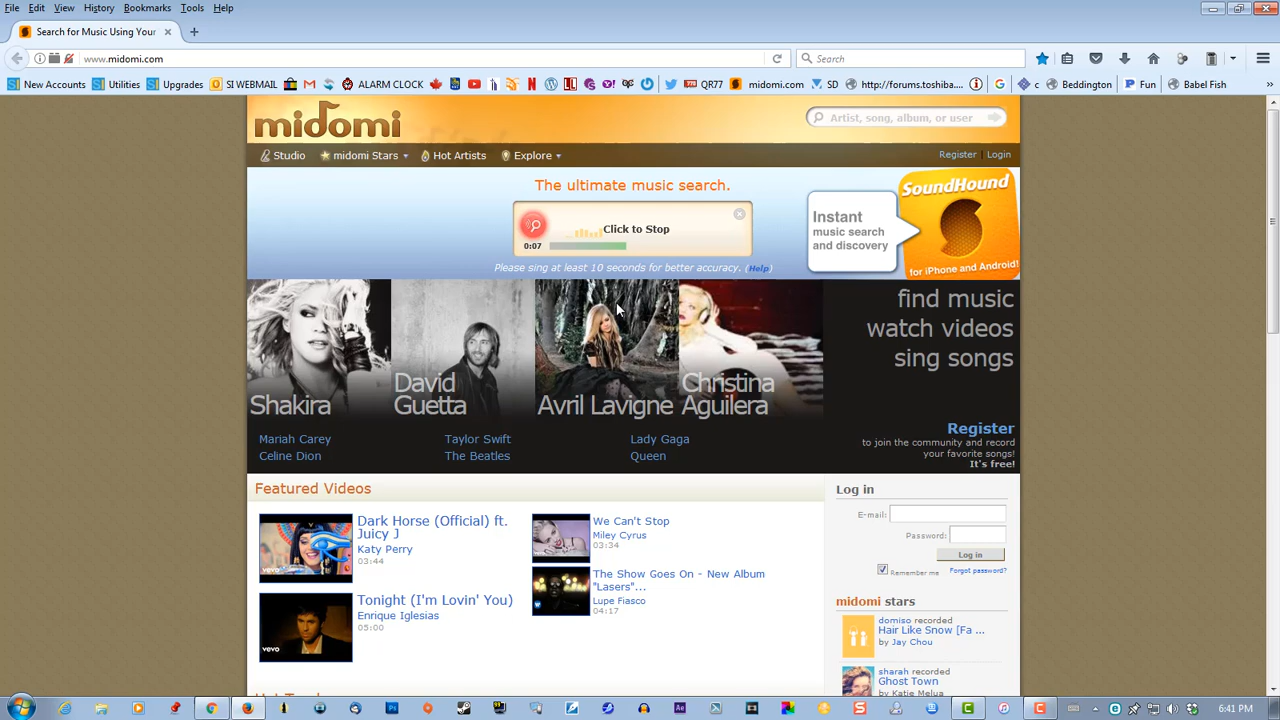 File Edit View History Bookmarks Tools Help
Search for Music Using Your
www.midomi.com
Search
New Accounts Utilities Upgrades SI WEBMAIL ALARM CLOCK QR77 midomi.com SD http://forums.toshiba.... c Beddington Fun Babel Fish
midomi
Artist, song, album, or user
Studio midomi Stars Hot Artists Explore
Register | Login
The ultimate music search.
Click to Stop
0:07
Please sing at least 10 seconds for better accuracy. (Help)
Instant
music search
and discovery
SoundHound
for iPhone and Android!
Shakira
David
Guetta
Avril Lavigne
Christina
Aguilera
find music
watch videos
sing songs
Mariah Carey Taylor Swift Lady Gaga
Celine Dion The Beatles Queen
Register
to join the community and record
your favorite songs!
It's free!
Featured Videos
Dark Horse (Official) ft.
Juicy J
Katy Perry
03:44
Tonight (I'm Lovin' You)
Enrique Iglesias
05:00
We Can't Stop
Miley Cyrus
03:34
The Show Goes On - New Album
"Lasers"...
Lupe Fiasco
04:17
Log in
E-mail:
Password:
Log in
Remember me Forgot password?
midomi stars
domiso recorded
Hair Like Snow [Fa ...
by Jay Chou
sharah recorded
Ghost Town
by Katie Melua
6:41 PM